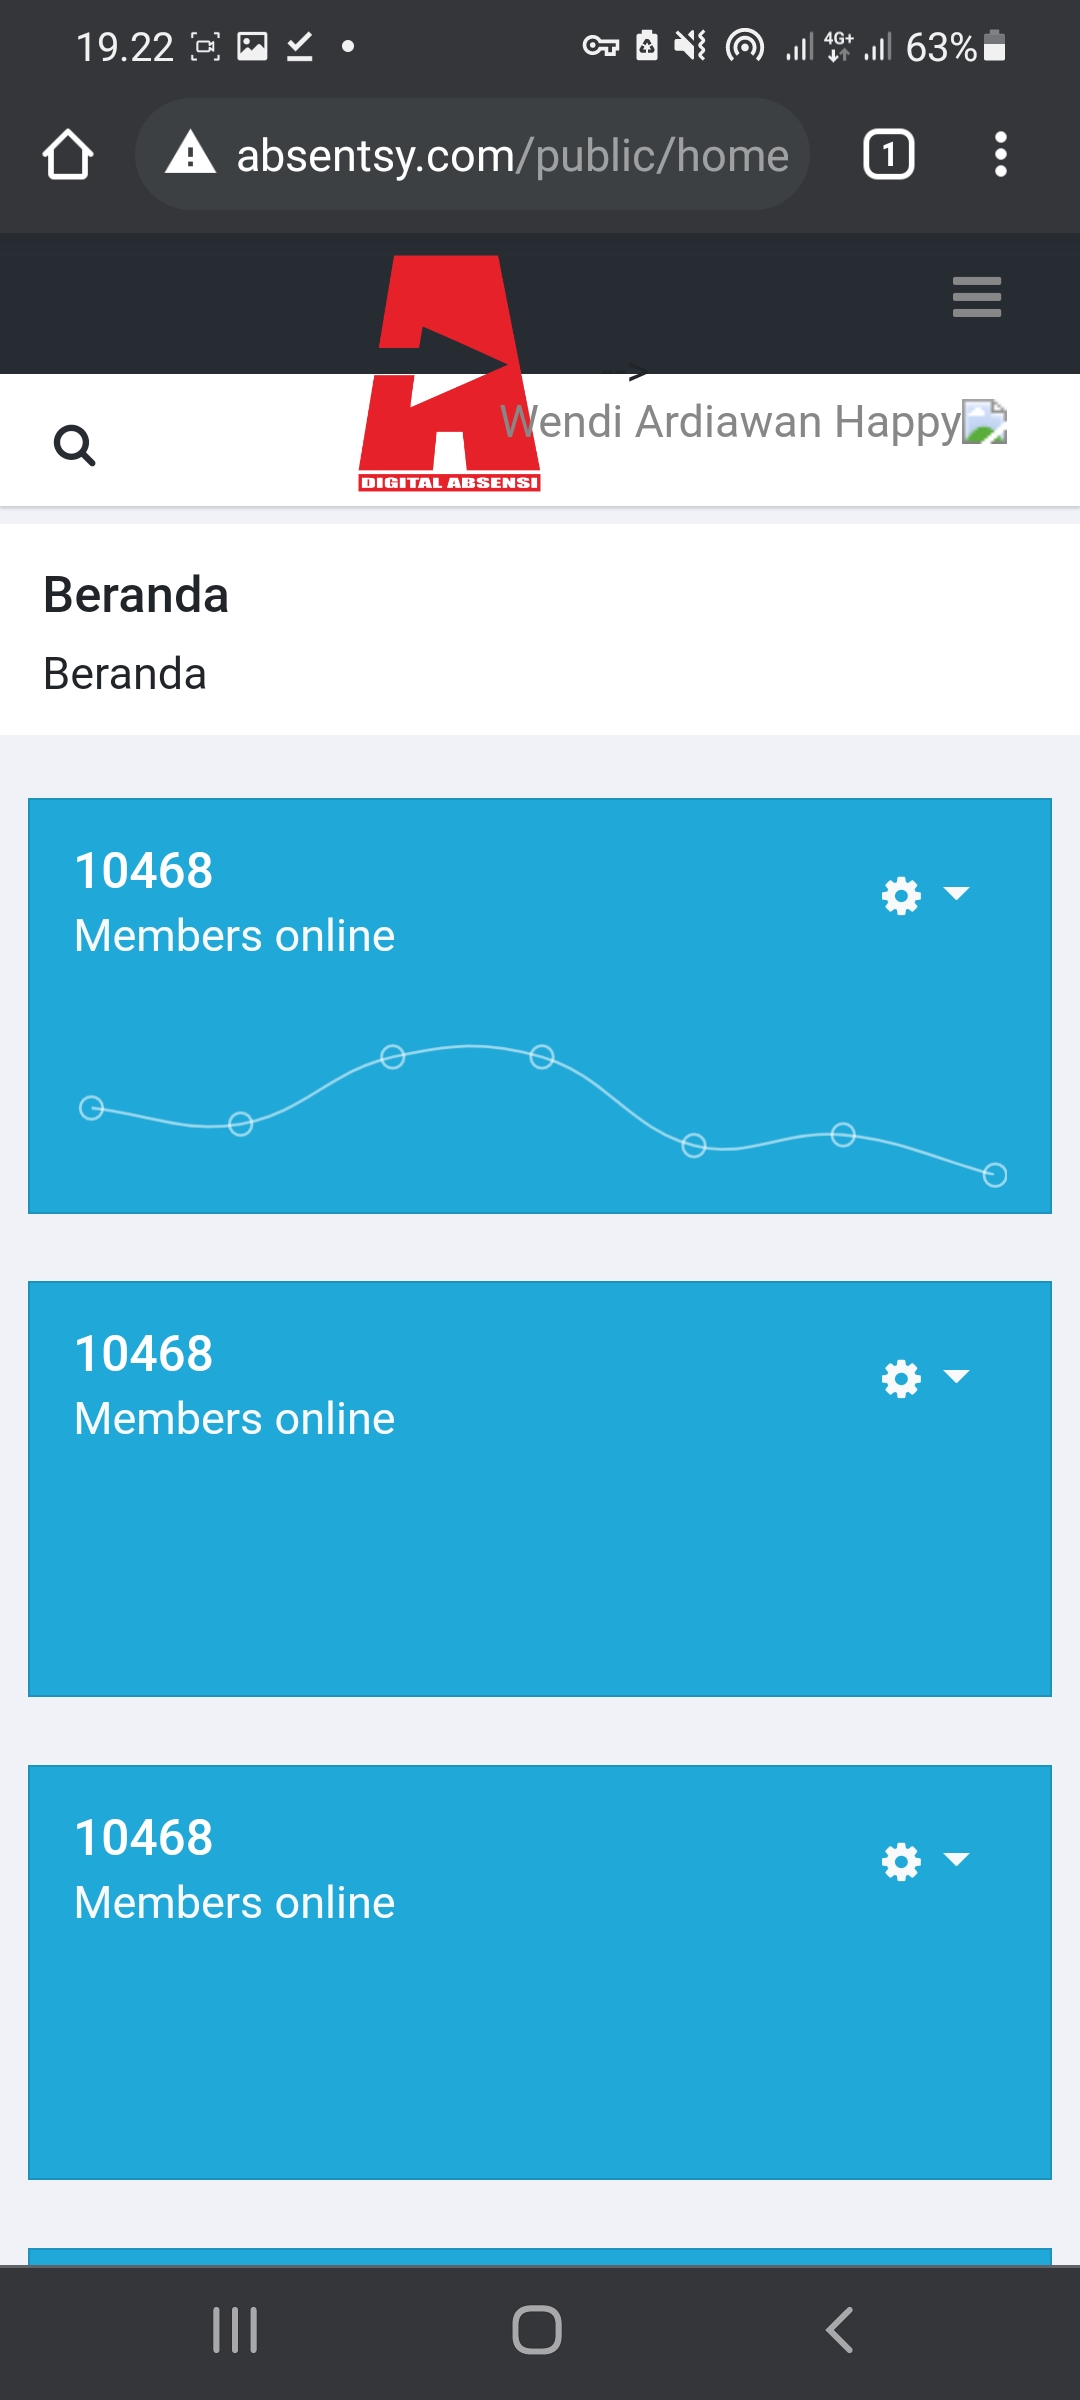 19.22
4G+
63%
absentsy.com/public/home
1
-->
Wendi Ardiawan Happy
DIGITAL ABSENSI
Beranda
Beranda
10468
Members online
10468
Members online
10468
Members online